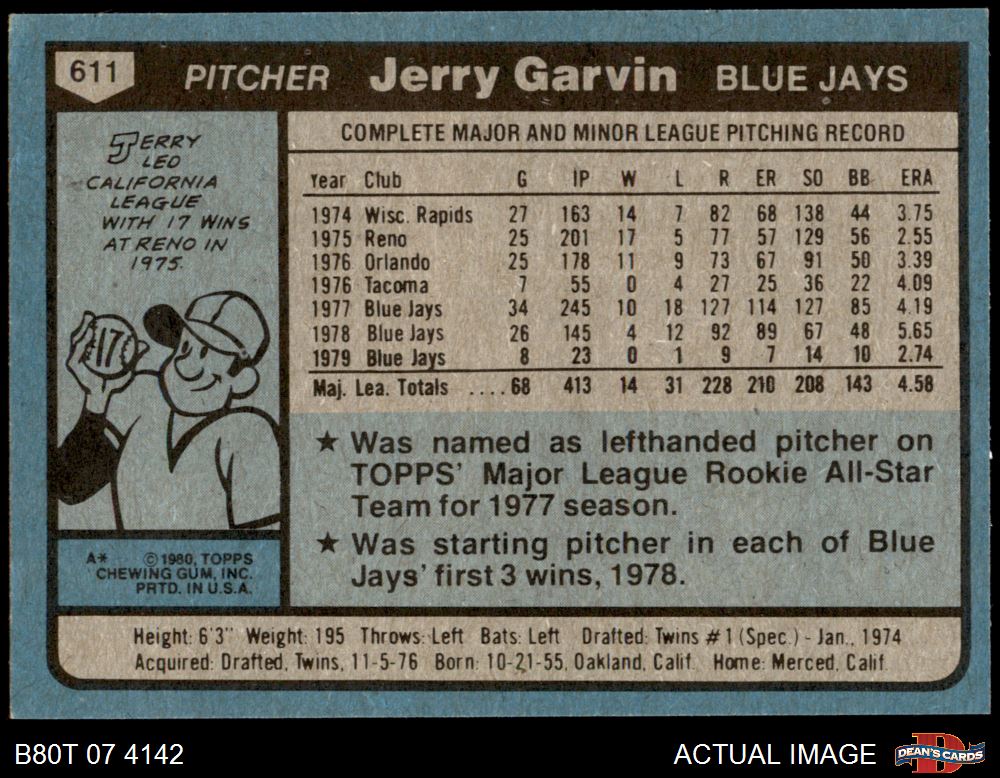 611 PITCHER Jerry Garvin BLUE JAYS
JERRY
LED
CALIFORNIA
LEAGUE
WITH 17 WINS
AT RENO IN
1975.
17
A* ©1980, TOPPS
CHEWING GUM, INC.
PRTD. IN U.S.A.
COMPLETE MAJOR AND MINOR LEAGUE PITCHING RECORD
Year Club G IP W L R ER SO BB ERA
1974 Wisc. Rapids 27 163 14 7 82 68 138 44 3.75
1975 Reno 25 201 17 5 77 57 129 56 2.55
1976 Orlando 25 178 11 9 73 67 91 50 3.39
1976 Tacoma 7 55 0 4 27 25 36 22 4.09
1977 Blue Jays 34 245 10 18 127 114 127 85 4.19
1978 Blue Jays 26 145 4 12 92 89 67 48 5.65
1979 Blue Jays 8 23 0 1 9 7 14 10 2.74
Maj. Lea. Totals ....68 413 14 31 228 210 208 143 4.58
★ Was named as lefthanded pitcher on
TOPPS' Major League Rookie All-Star
Team for 1977 season.
★ Was starting pitcher in each of Blue
Jays' first 3 wins, 1978.
Height: 6'3" Weight: 195 Throws: Left Bats: Left Drafted: Twins #1 (Spec.) - Jan., 1974
Acquired: Drafted, Twins, 11-5-76 Born: 10-21-55, Oakland, Calif. Home: Merced, Calif.
B80T 07 4142 ACTUAL IMAGE DEAN'S CARDS